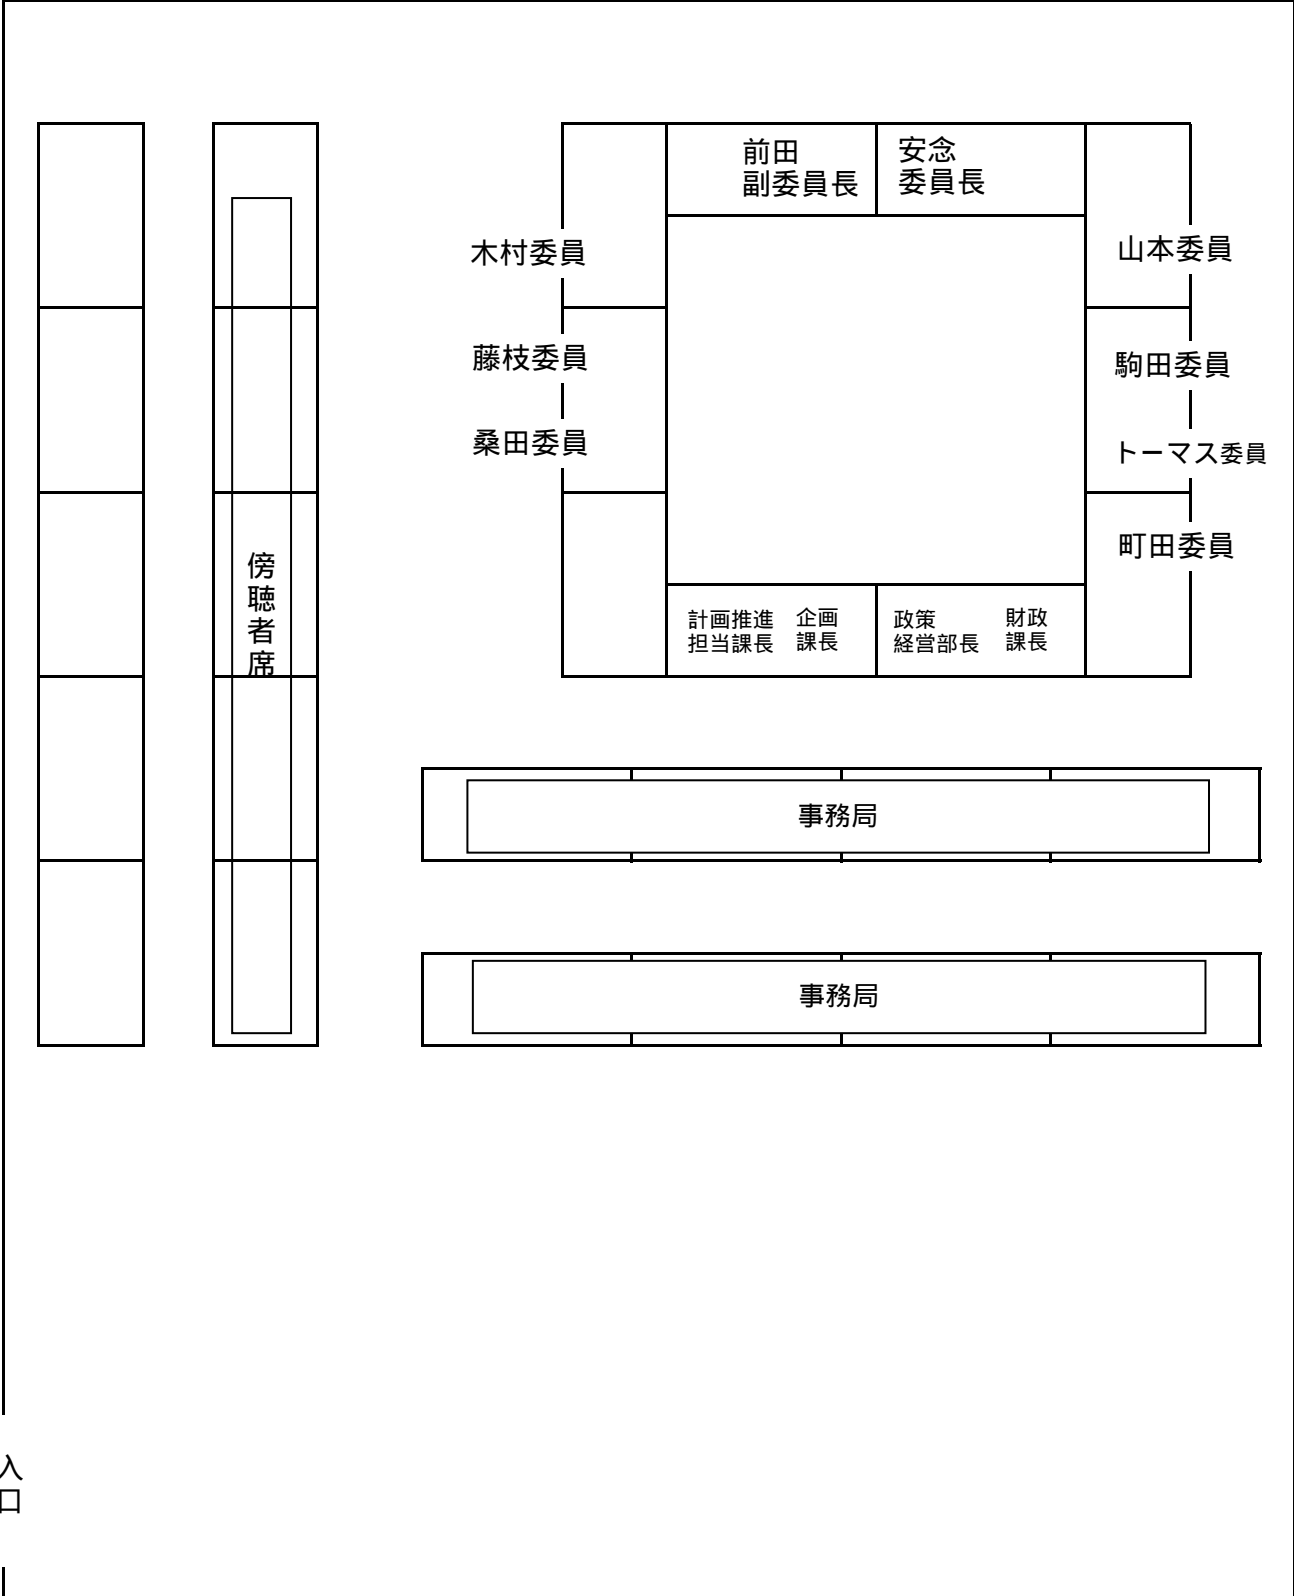 前田
副委員長
安念
委員長
木村委員
山本委員
藤枝委員
駒田委員
桑田委員
トーマス委員
町田委員
傍聴者席
計画推進
担当課長
企画
課長
政策
経営部長
財政
課長
事務局
事務局
入口